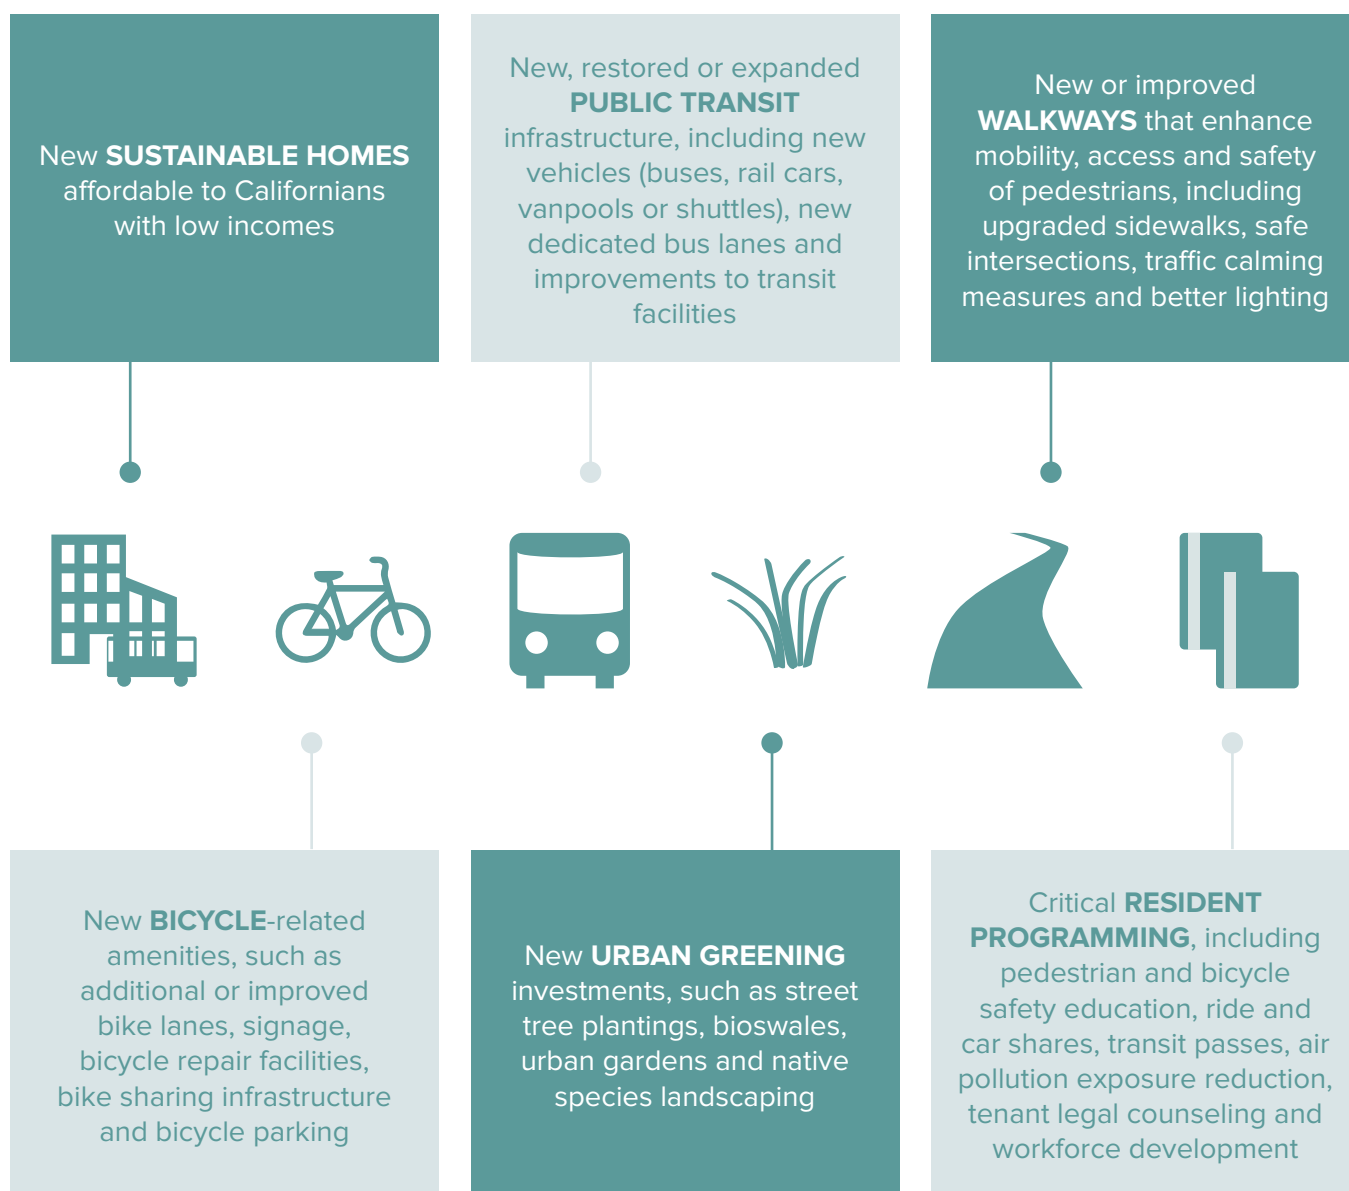 New SUSTAINABLE HOMES
affordable to Californians
with low incomes
New, restored or expanded
PUBLIC TRANSIT
infrastructure, including new
vehicles (buses, rail cars,
vanpools or shuttles), new
dedicated bus lanes and
improvements to transit
facilities
New or improved
WALKWAYS that enhance
mobility, access and safety
of pedestrians, including
upgraded sidewalks, safe
intersections, traffic calming
measures and better lighting
New BICYCLE-related
amenities, such as
additional or improved
bike lanes, signage,
bicycle repair facilities,
bike sharing infrastructure
and bicycle parking
New URBAN GREENING
investments, such as street
tree plantings, bioswales,
urban gardens and native
species landscaping
Critical RESIDENT
PROGRAMMING, including
pedestrian and bicycle
safety education, ride and
car shares, transit passes, air
pollution exposure reduction,
tenant legal counseling and
workforce development